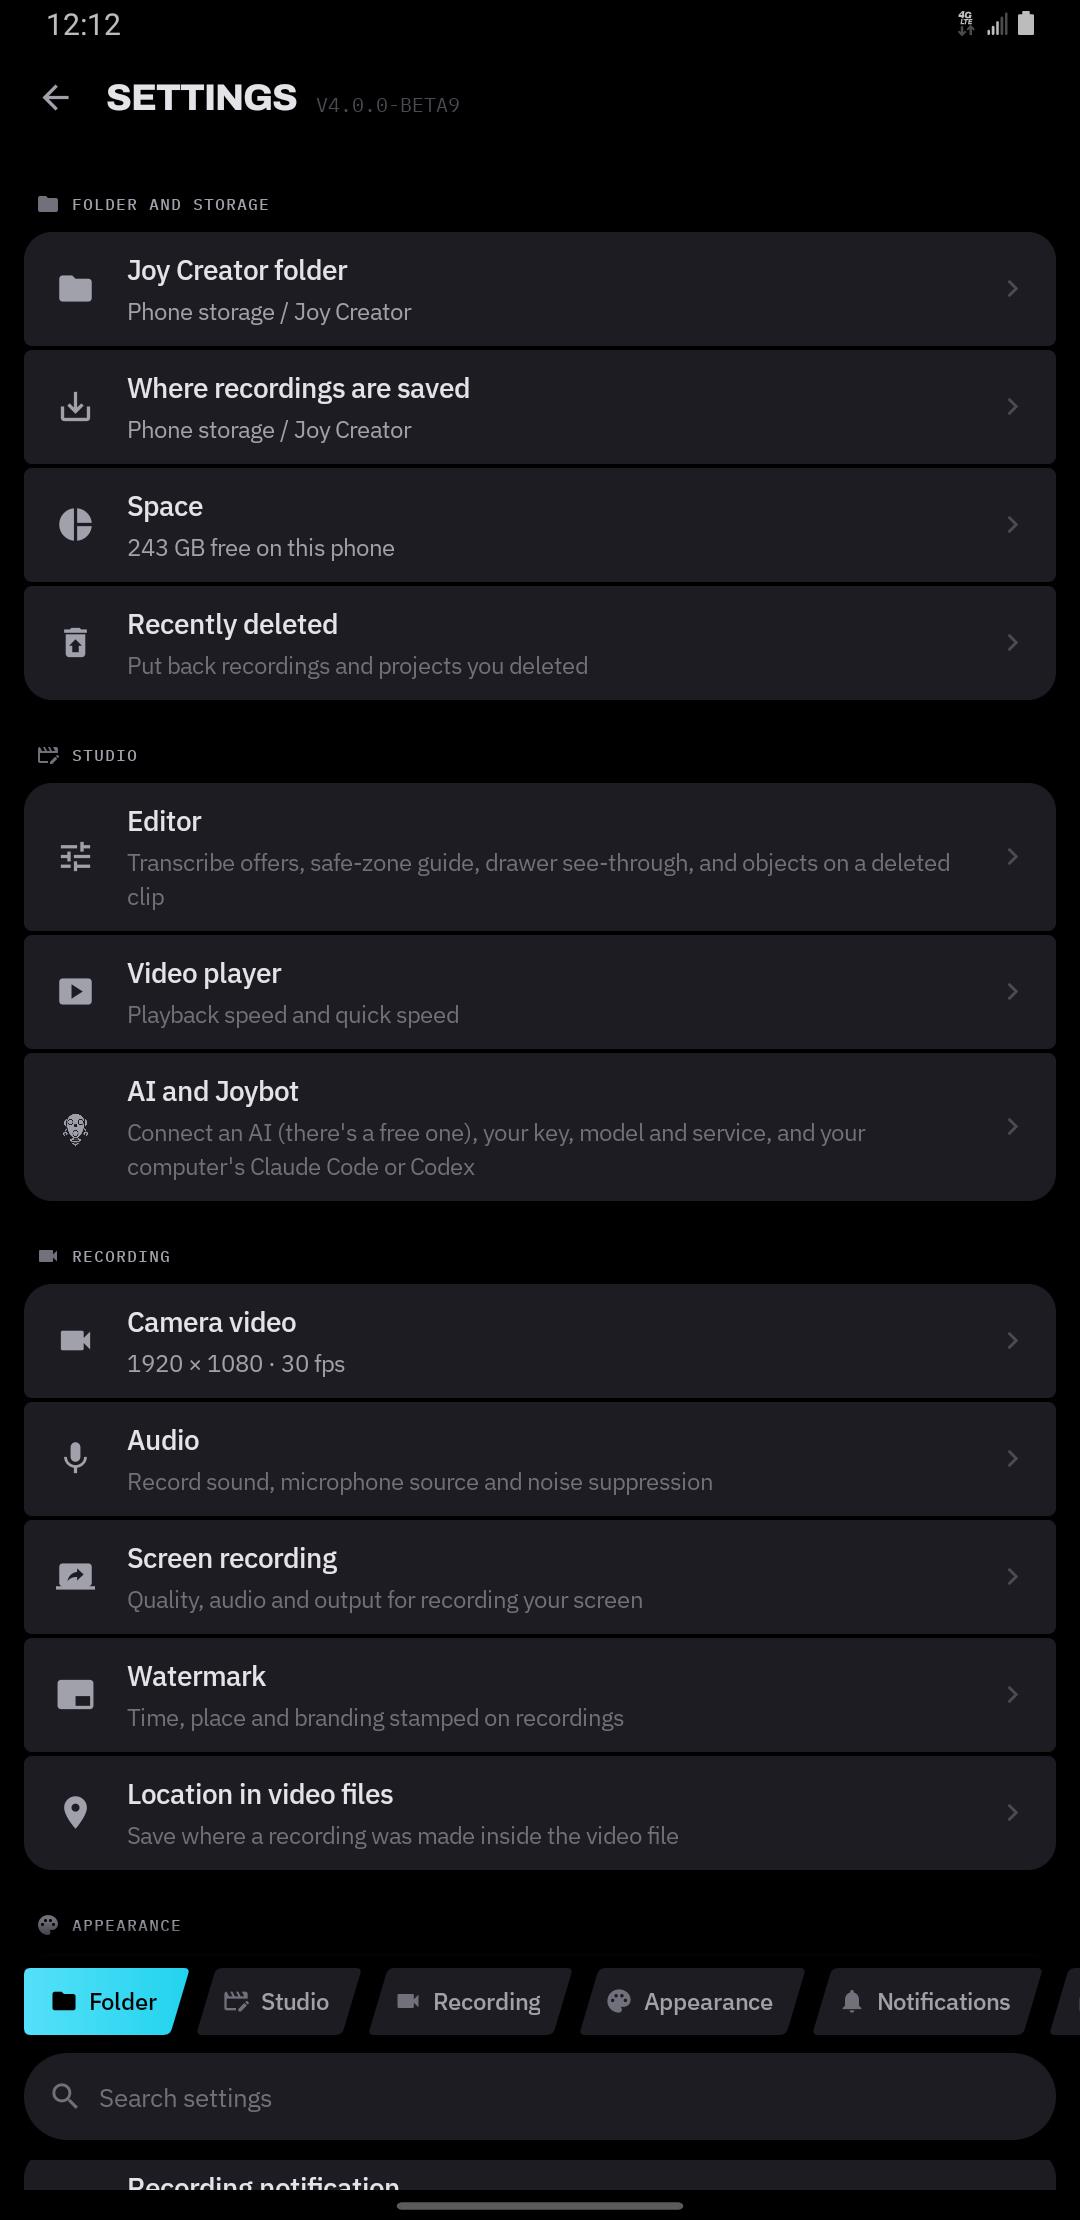 12:12
4G
LTE
SETTINGS V4.0.0-BETA9
FOLDER AND STORAGE
Joy Creator folder
Phone storage / Joy Creator
Where recordings are saved
Phone storage / Joy Creator
Space
243 GB free on this phone
Recently deleted
Put back recordings and projects you deleted
STUDIO
Editor
Transcribe offers, safe-zone guide, drawer see-through, and objects on a deleted
clip
Video player
Playback speed and quick speed
AI and Joybot
Connect an AI (there's a free one), your key, model and service, and your
computer's Claude Code or Codex
RECORDING
Camera video
1920 × 1080 · 30 fps
Audio
Record sound, microphone source and noise suppression
Screen recording
Quality, audio and output for recording your screen
Watermark
Time, place and branding stamped on recordings
Location in video files
Save where a recording was made inside the video file
APPEARANCE
Folder Studio Recording Appearance Notifications
Search settings
Recording notification